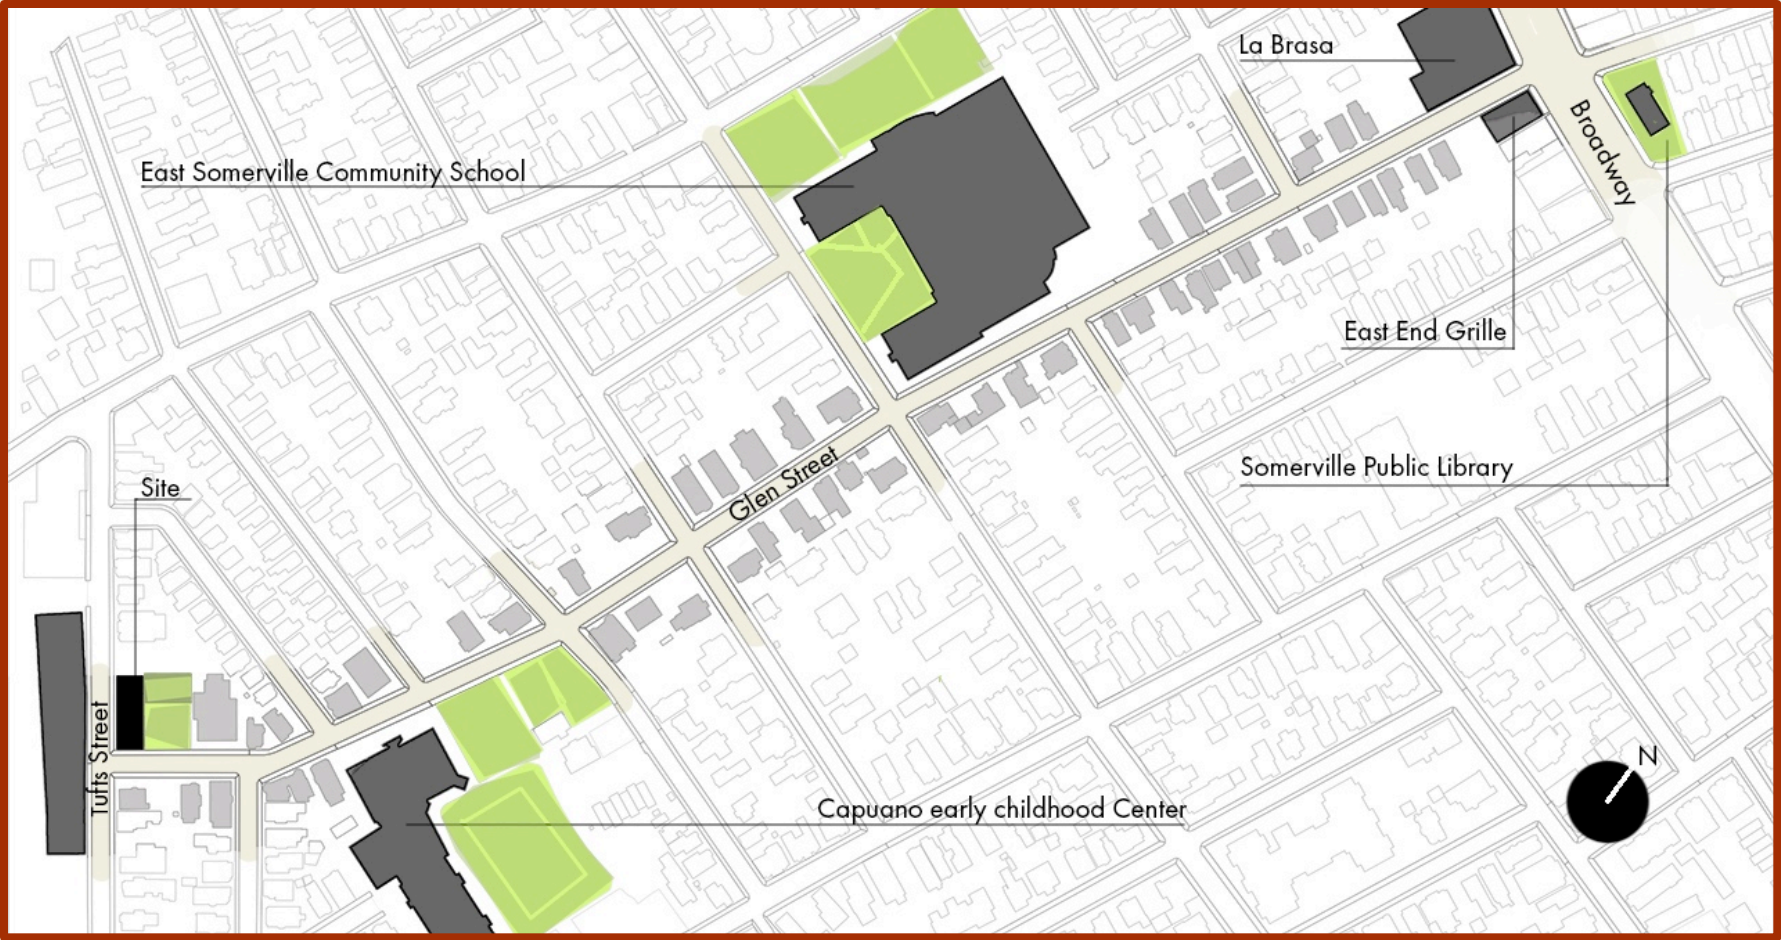 La Brasa
Broadway
East Somerville Community School
East End Grille
Somerville Public Library
Glen Street
Site
Tufts Street
N
Capuano early childhood Center